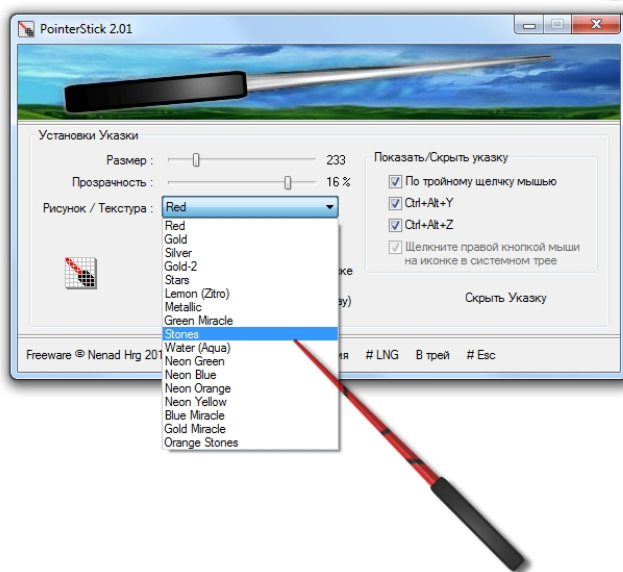 PointerStick 2.01
Установки Указки
Размер :
233
Прозрачность :
16 %
Рисунок / Текстура :
Red
Red
Gold
Silver
Gold-2
Stars
Lemon (Zitro)
Metallic
Green Miracle
Stones
Water (Aqua)
Neon Green
Neon Blue
Neon Orange
Neon Yellow
Blue Miracle
Gold Miracle
Orange Stones
Показать/Скрыть указку
По тройному щелчку мышью
Ctrl+Alt+Y
Ctrl+Alt+Z
Щелкните правой кнопкой мыши
на иконке в системном трее
Скрыть Указку
Freeware © Nenad Hrg
# LNG
В трей
# Esc